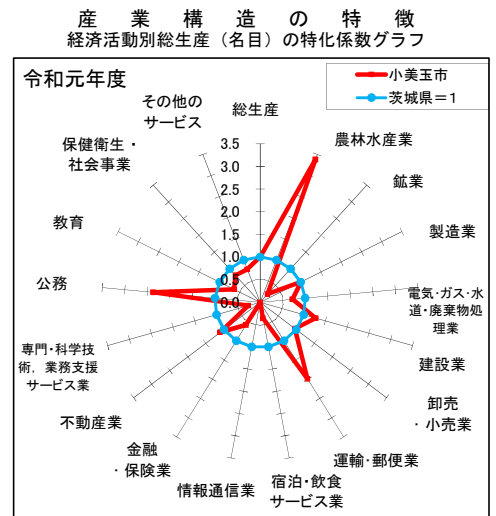 産業構造の特徴
経済活動別総生産（名目）の特化係数グラフ
令和元年度
小美玉市
茨城県＝1
総生産
農林水産業
鉱業
製造業
電気・ガス・水
道・廃棄物処
理業
建設業
卸売
・小売業
運輸・郵便業
宿泊・飲食
サービス業
情報通信業
金融
・保険業
不動産業
専門・科学技
術，業務支援
サービス業
公務
教育
保健衛生・
社会事業
その他の
サービス
3.5
3.0
2.5
2.0
1.5
1.0
0.5
0.0